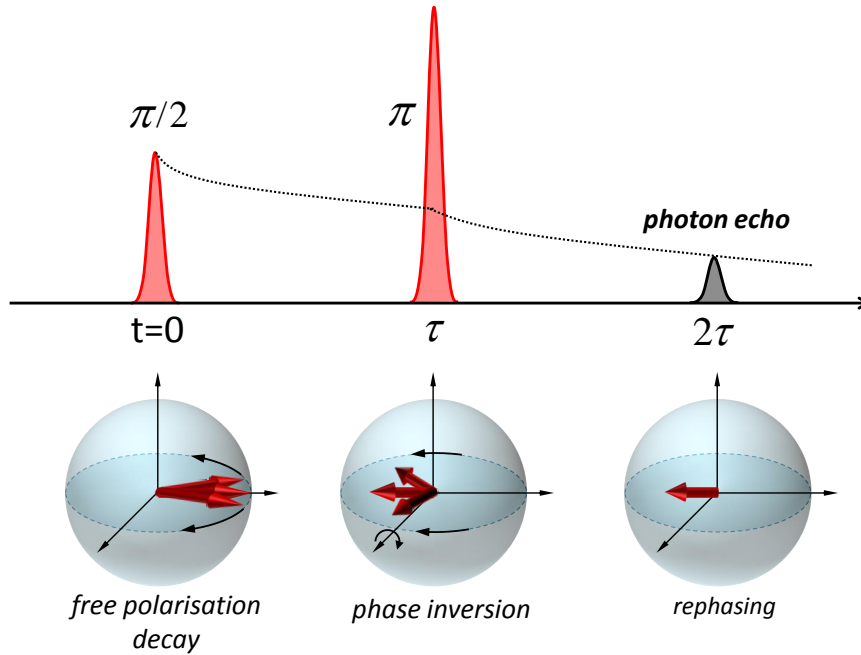 π/2
π
photon echo
t=0
τ
2τ
free polarisation
decay
phase inversion
rephasing